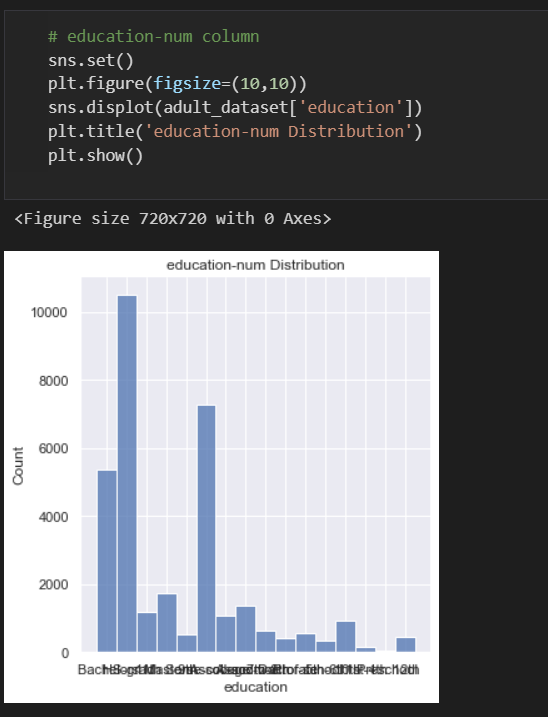 # education-num column
sns.set()
plt.figure(figsize=(10,10))
sns.displot(adult_dataset['education'])
plt.title('education-num Distribution')
plt.show()
<Figure size 720x720 with 0 Axes>
education-num Distribution
10000
8000
6000
4000
2000
0
Count
12th
education